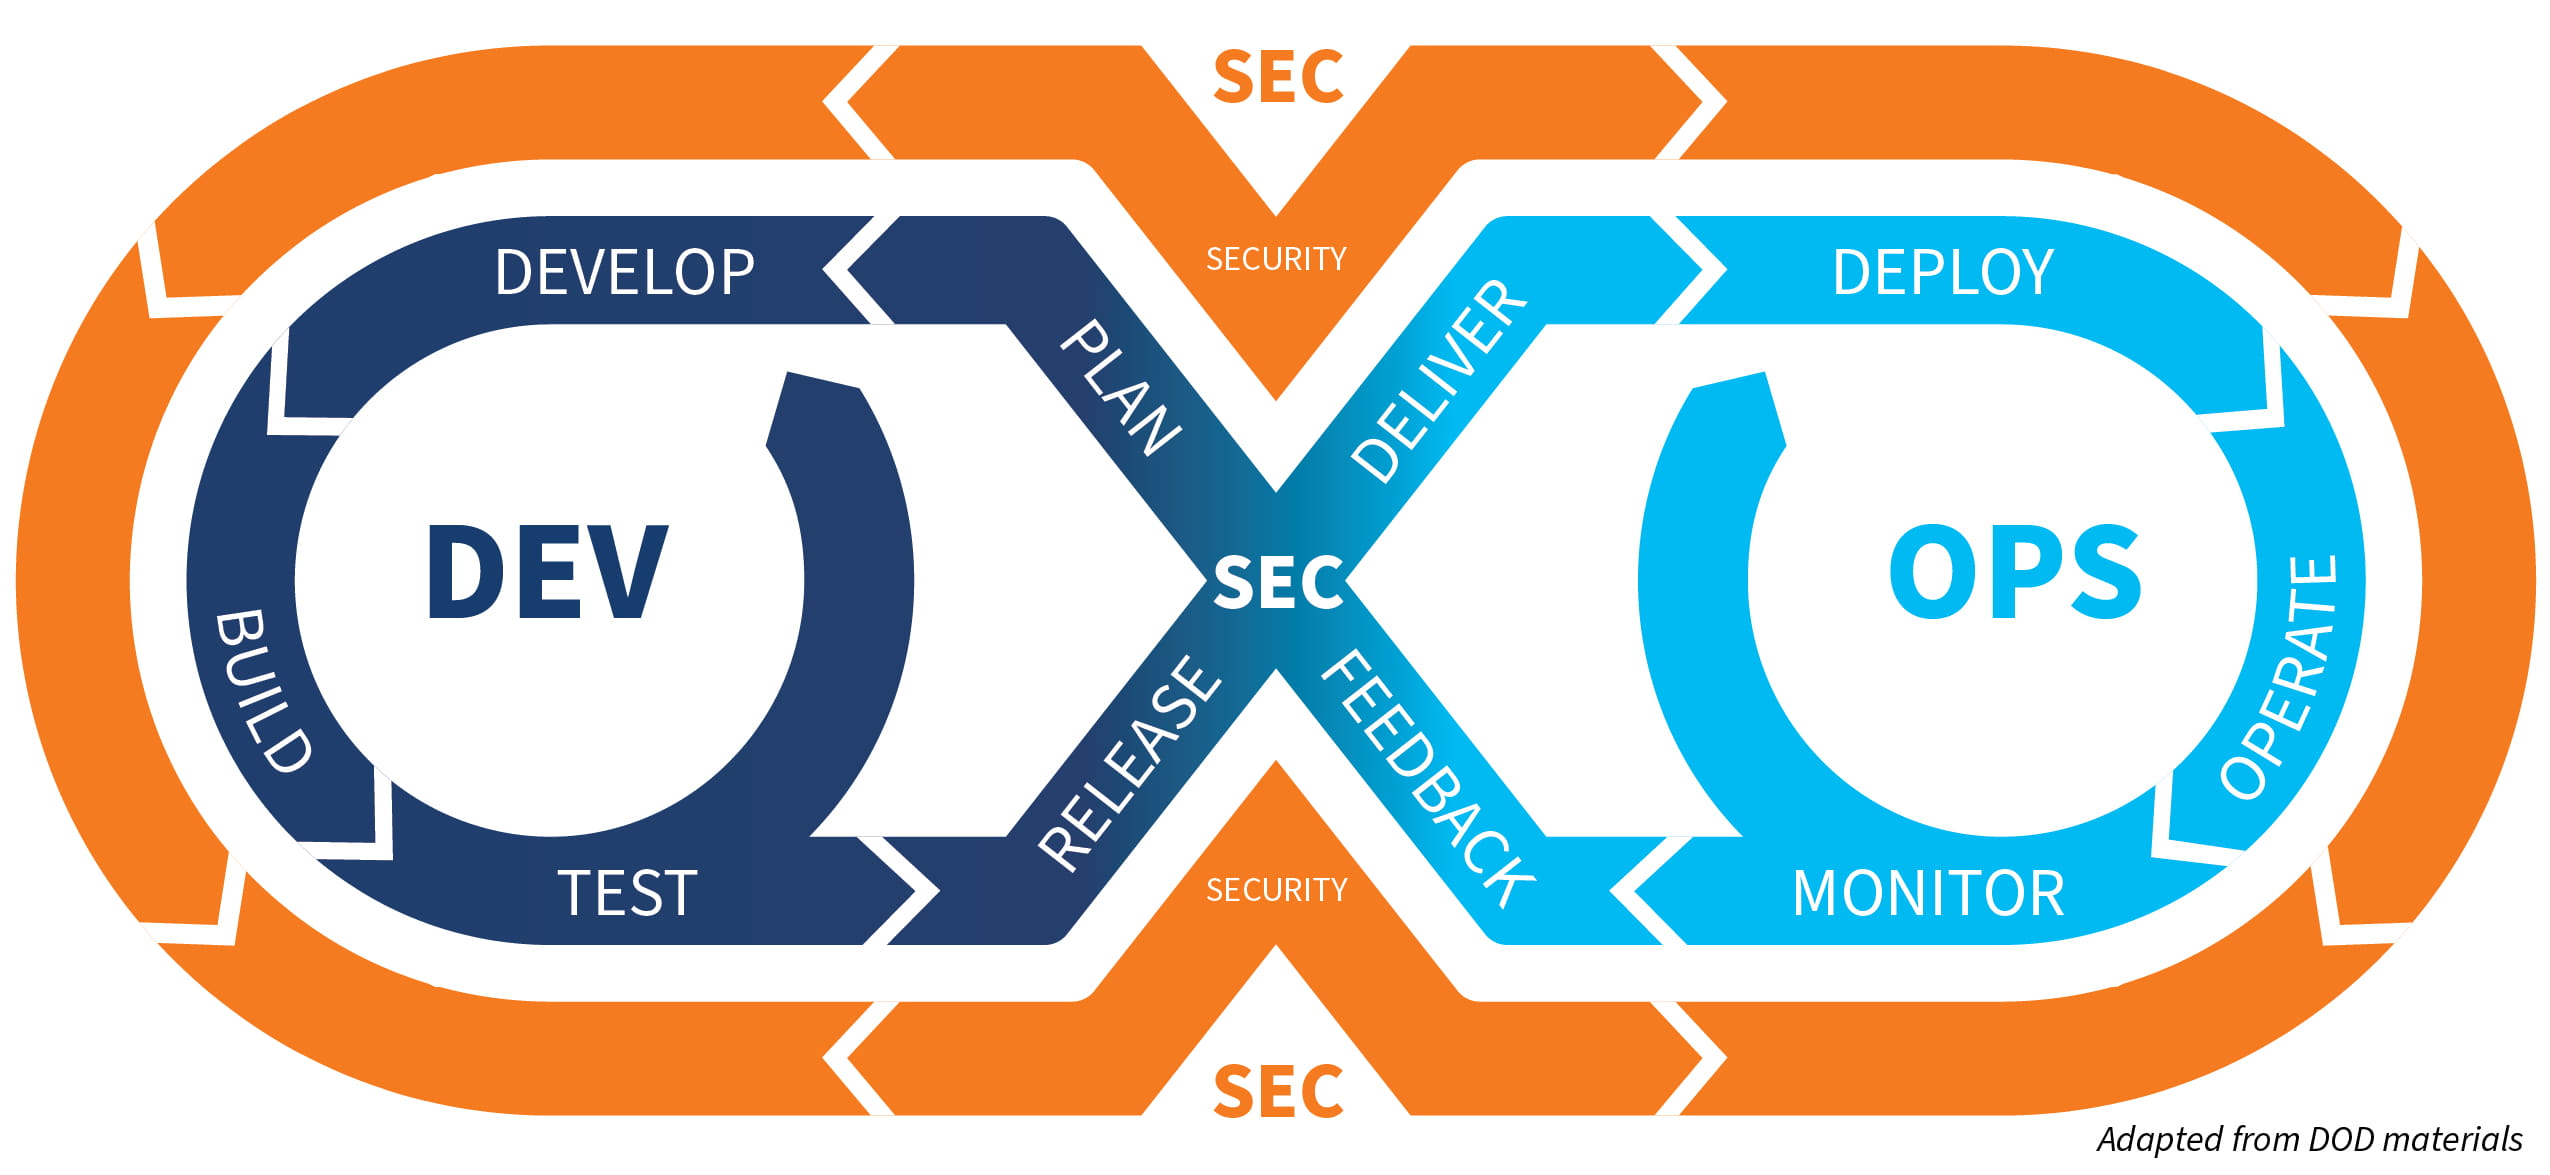 SEC
SECURITY
DEVELOP
PLAN
DELIVER
DEPLOY
DEV
SEC
OPS
BUILD
RELEASE
FEEDBACK
OPERATE
TEST
SECURITY
MONITOR
SEC
Adapted from DOD materials